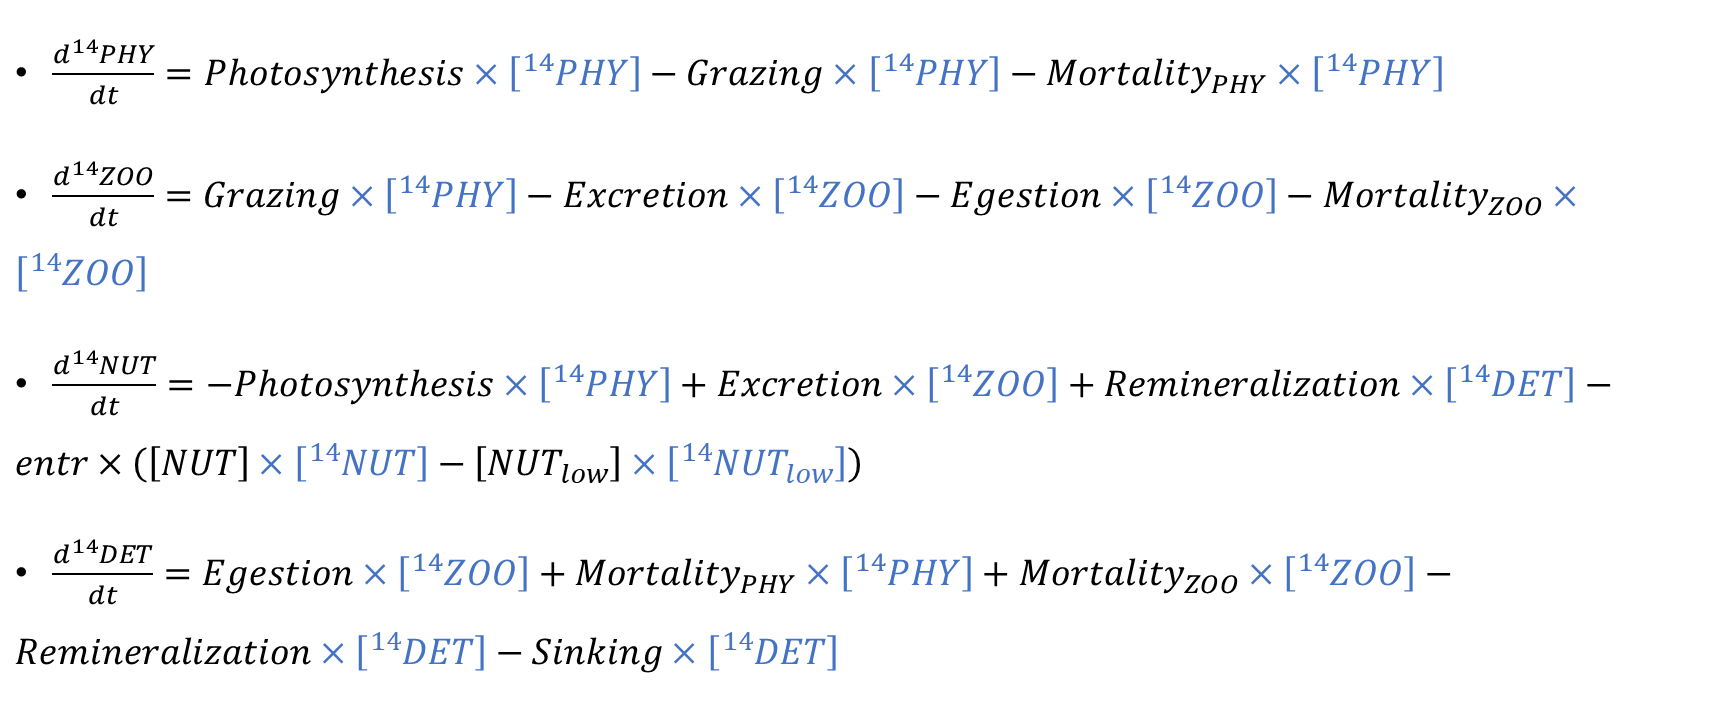 • d¹⁴PHY/dt = Photosynthesis × [¹⁴PHY] − Grazing × [¹⁴PHY] − Mortality_PHY × [¹⁴PHY]
• d¹⁴ZOO/dt = Grazing × [¹⁴PHY] − Excretion × [¹⁴ZOO] − Egestion × [¹⁴ZOO] − Mortality_ZOO ×
[¹⁴ZOO]
• d¹⁴NUT/dt = −Photosynthesis × [¹⁴PHY] + Excretion × [¹⁴ZOO] + Remineralization × [¹⁴DET] −
entr × ([NUT] × [¹⁴NUT] − [NUT_low] × [¹⁴NUT_low])
• d¹⁴DET/dt = Egestion × [¹⁴ZOO] + Mortality_PHY × [¹⁴PHY] + Mortality_ZOO × [¹⁴ZOO] −
Remineralization × [¹⁴DET] − Sinking × [¹⁴DET]